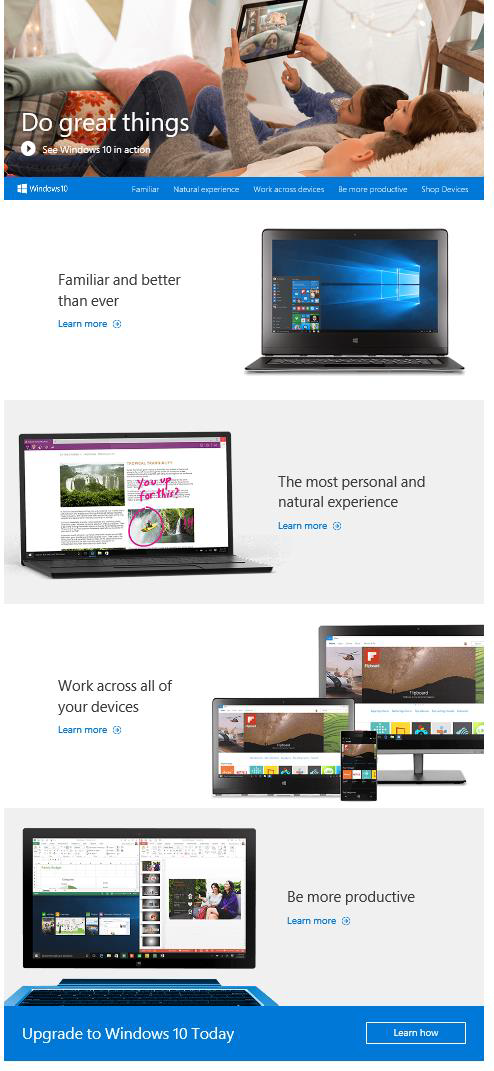 Do great things
See Windows 10 in action
Windows10
Familiar
Natural experience
Work across devices
Be more productive
Shop Devices
Familiar and better
than ever
Learn more
TROPICAL TRANQUILITY
You up
for this?
The most personal and
natural experience
Learn more
Work across all of
your devices
Learn more
Flipboard
Flipboard
Be more productive
Learn more
Upgrade to Windows 10 Today
Learn how